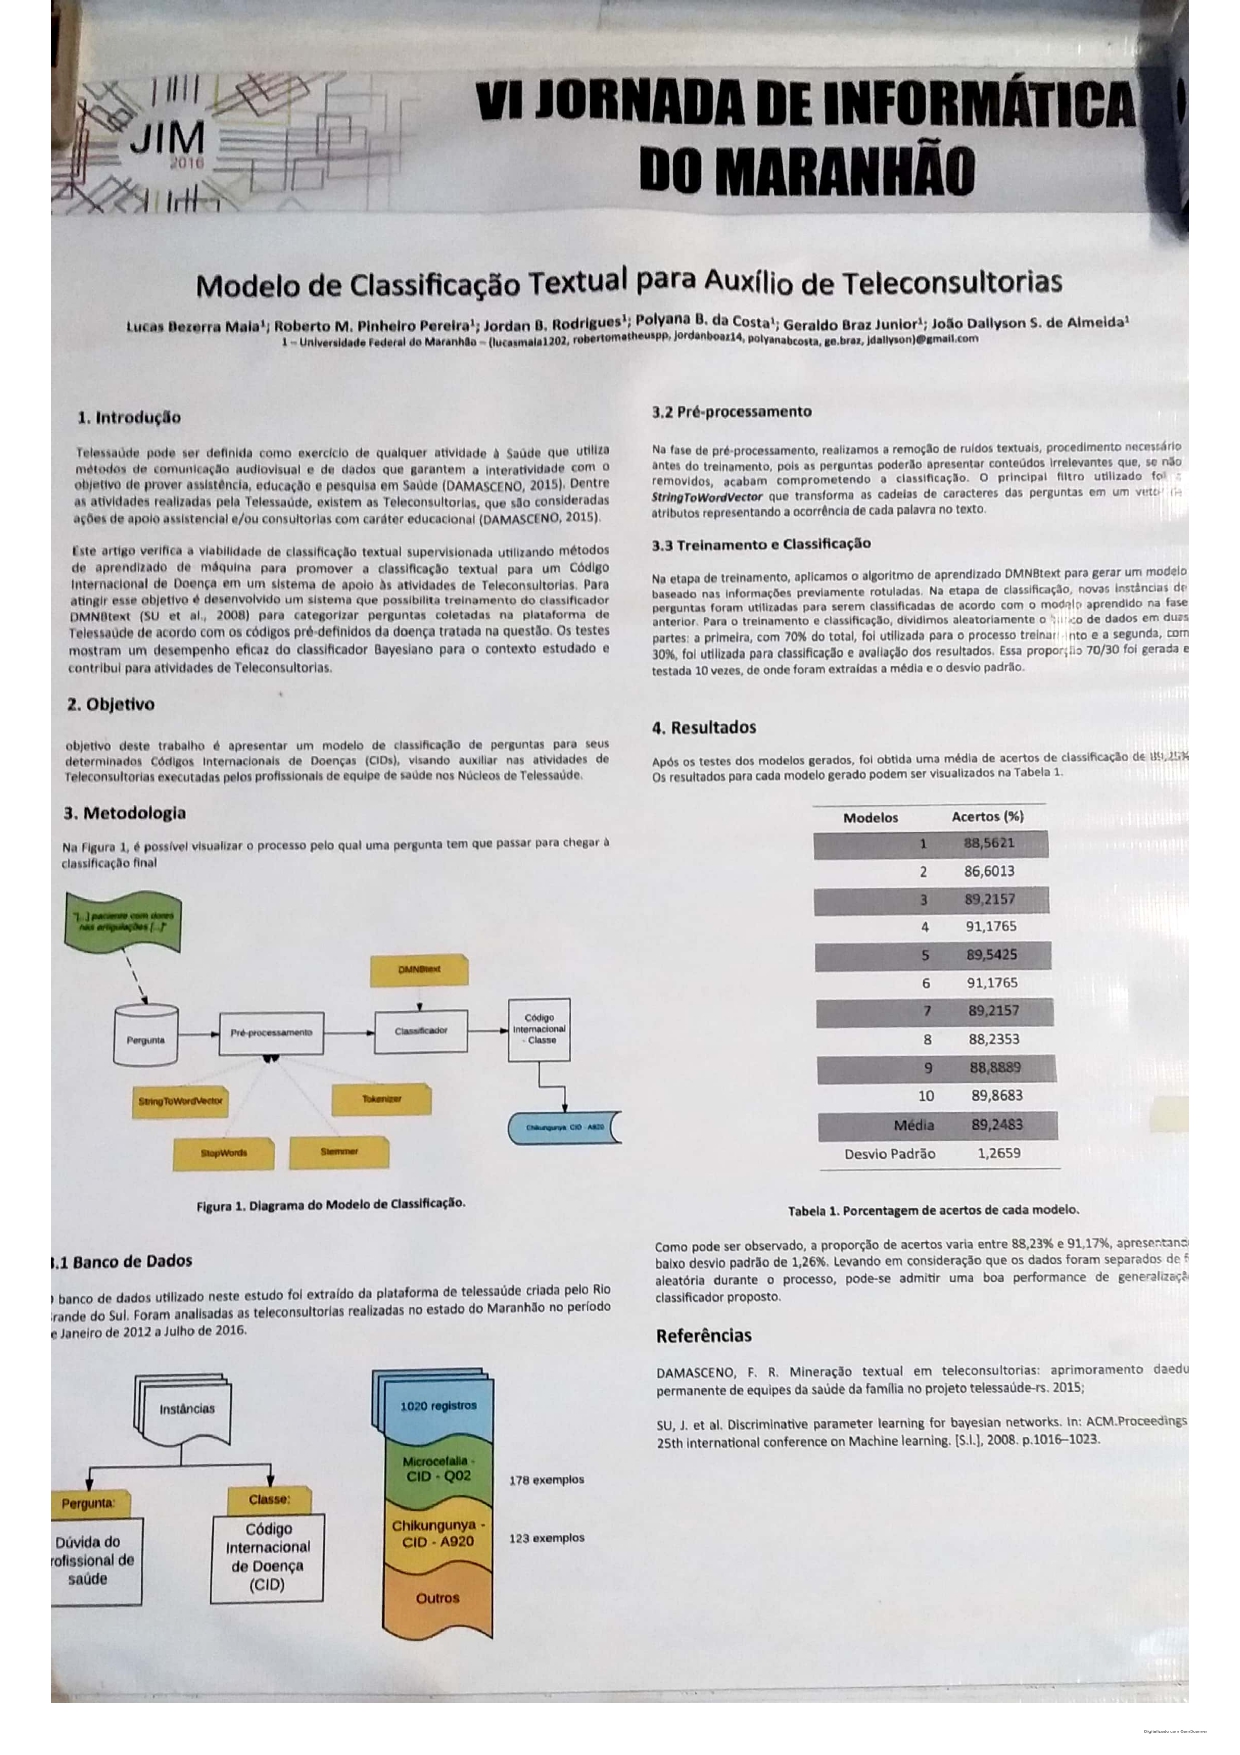 JIM
2016
VI JORNADA DE INFORMÁTICA
DO MARANHÃO
Modelo de Classificação Textual para Auxílio de Teleconsultorias
Lucas Bezerra Maia¹; Roberto M. Pinheiro Pereira¹; Jordan B. Rodrigues¹; Polyana B. da Costa¹; Geraldo Braz Junior¹; João Dallyson S. de Almeida¹
1 – Universidade Federal do Maranhão – (lucasmaia1202, robertomatheuspp, jordanboaz14, polyanabcosta, ge.braz, jdallyson)@gmail.com
1. Introdução
Telessaúde pode ser definida como exercício de qualquer atividade à Saúde que utiliza
métodos de comunicação audiovisual e de dados que garantem a interatividade com o
objetivo de prover assistência, educação e pesquisa em Saúde (DAMASCENO, 2015). Dentre
as atividades realizadas pela Telessaúde, existem as Teleconsultorias, que são consideradas
ações de apoio assistencial e/ou consultorias com caráter educacional (DAMASCENO, 2015).
Este artigo verifica a viabilidade de classificação textual supervisionada utilizando métodos
de aprendizado de máquina para promover a classificação textual para um Código
Internacional de Doença em um sistema de apoio às atividades de Teleconsultorias. Para
atingir esse objetivo é desenvolvido um sistema que possibilita treinamento do classificador
DMNBtext (SU et al., 2008) para categorizar perguntas coletadas na plataforma de
Telessaúde de acordo com os códigos pré-definidos da doença tratada na questão. Os testes
mostram um desempenho eficaz do classificador Bayesiano para o contexto estudado e
contribui para atividades de Teleconsultorias.
2. Objetivo
objetivo deste trabalho é apresentar um modelo de classificação de perguntas para seus
determinados Códigos Internacionais de Doenças (CIDs), visando auxiliar nas atividades de
Teleconsultorias executadas pelos profissionais de equipe de saúde nos Núcleos de Telessaúde.
3. Metodologia
Na Figura 1, é possível visualizar o processo pelo qual uma pergunta tem que passar para chegar à
classificação final
"[...] paciente com dores
nas articulações [...]"
DMNBtext
Pergunta
Pré-processamento
Classificador
Código
Internacional
- Classe
StringToWordVector
Tokenizer
StopWords
Stemmer
Chikungunya CID - A920
Figura 1. Diagrama do Modelo de Classificação.
.1 Banco de Dados
banco de dados utilizado neste estudo foi extraído da plataforma de telessaúde criada pelo Rio
rande do Sul. Foram analisadas as teleconsultorias realizadas no estado do Maranhão no período
e Janeiro de 2012 a Julho de 2016.
Instâncias
Pergunta:
Classe:
Dúvida do
ofissional de
saúde
Código
Internacional
de Doença
(CID)
1020 registros
Microcefalia -
CID - Q02
178 exemplos
Chikungunya -
CID - A920
123 exemplos
Outros
3.2 Pré-processamento
Na fase de pré-processamento, realizamos a remoção de ruídos textuais, procedimento necessário
antes do treinamento, pois as perguntas poderão apresentar conteúdos irrelevantes que, se não
removidos, acabam comprometendo a classificação. O principal filtro utilizado foi
StringToWordVector que transforma as cadeias de caracteres das perguntas em um
atributos representando a ocorrência de cada palavra no texto.
3.3 Treinamento e Classificação
Na etapa de treinamento, aplicamos o algoritmo de aprendizado DMNBtext para gerar um modelo
baseado nas informações previamente rotuladas. Na etapa de classificação, novas instâncias de
perguntas foram utilizadas para serem classificadas de acordo com o modelo aprendido na fase
anterior. Para o treinamento e classificação, dividimos aleatoriamente o de dados em duas
partes: a primeira, com 70% do total, foi utilizada para o processo treinamento e a segunda, com
30%, foi utilizada para classificação e avaliação dos resultados. Essa proporção 70/30 foi gerada e
testada 10 vezes, de onde foram extraídas a média e o desvio padrão.
4. Resultados
Após os testes dos modelos gerados, foi obtida uma média de acertos de classificação de
Os resultados para cada modelo gerado podem ser visualizados na Tabela 1.
Modelos Acertos (%)
1 88,5621
2 86,6013
3 89,2157
4 91,1765
5 89,5425
6 91,1765
7 89,2157
8 88,2353
9 88,8889
10 89,8683
Média 89,2483
Desvio Padrão 1,2659
Tabela 1. Porcentagem de acertos de cada modelo.
Como pode ser observado, a proporção de acertos varia entre 88,23% e 91,17%, apresentand
baixo desvio padrão de 1,26%. Levando em consideração que os dados foram separados de
aleatória durante o processo, pode-se admitir uma boa performance de generalizaçã
classificador proposto.
Referências
DAMASCENO, F. R. Mineração textual em teleconsultorias: aprimoramento daedu
permanente de equipes da saúde da família no projeto telessaúde-rs. 2015;
SU, J. et al. Discriminative parameter learning for bayesian networks. In: ACM.Proceedings
25th international conference on Machine learning. [S.l.], 2008. p.1016–1023.